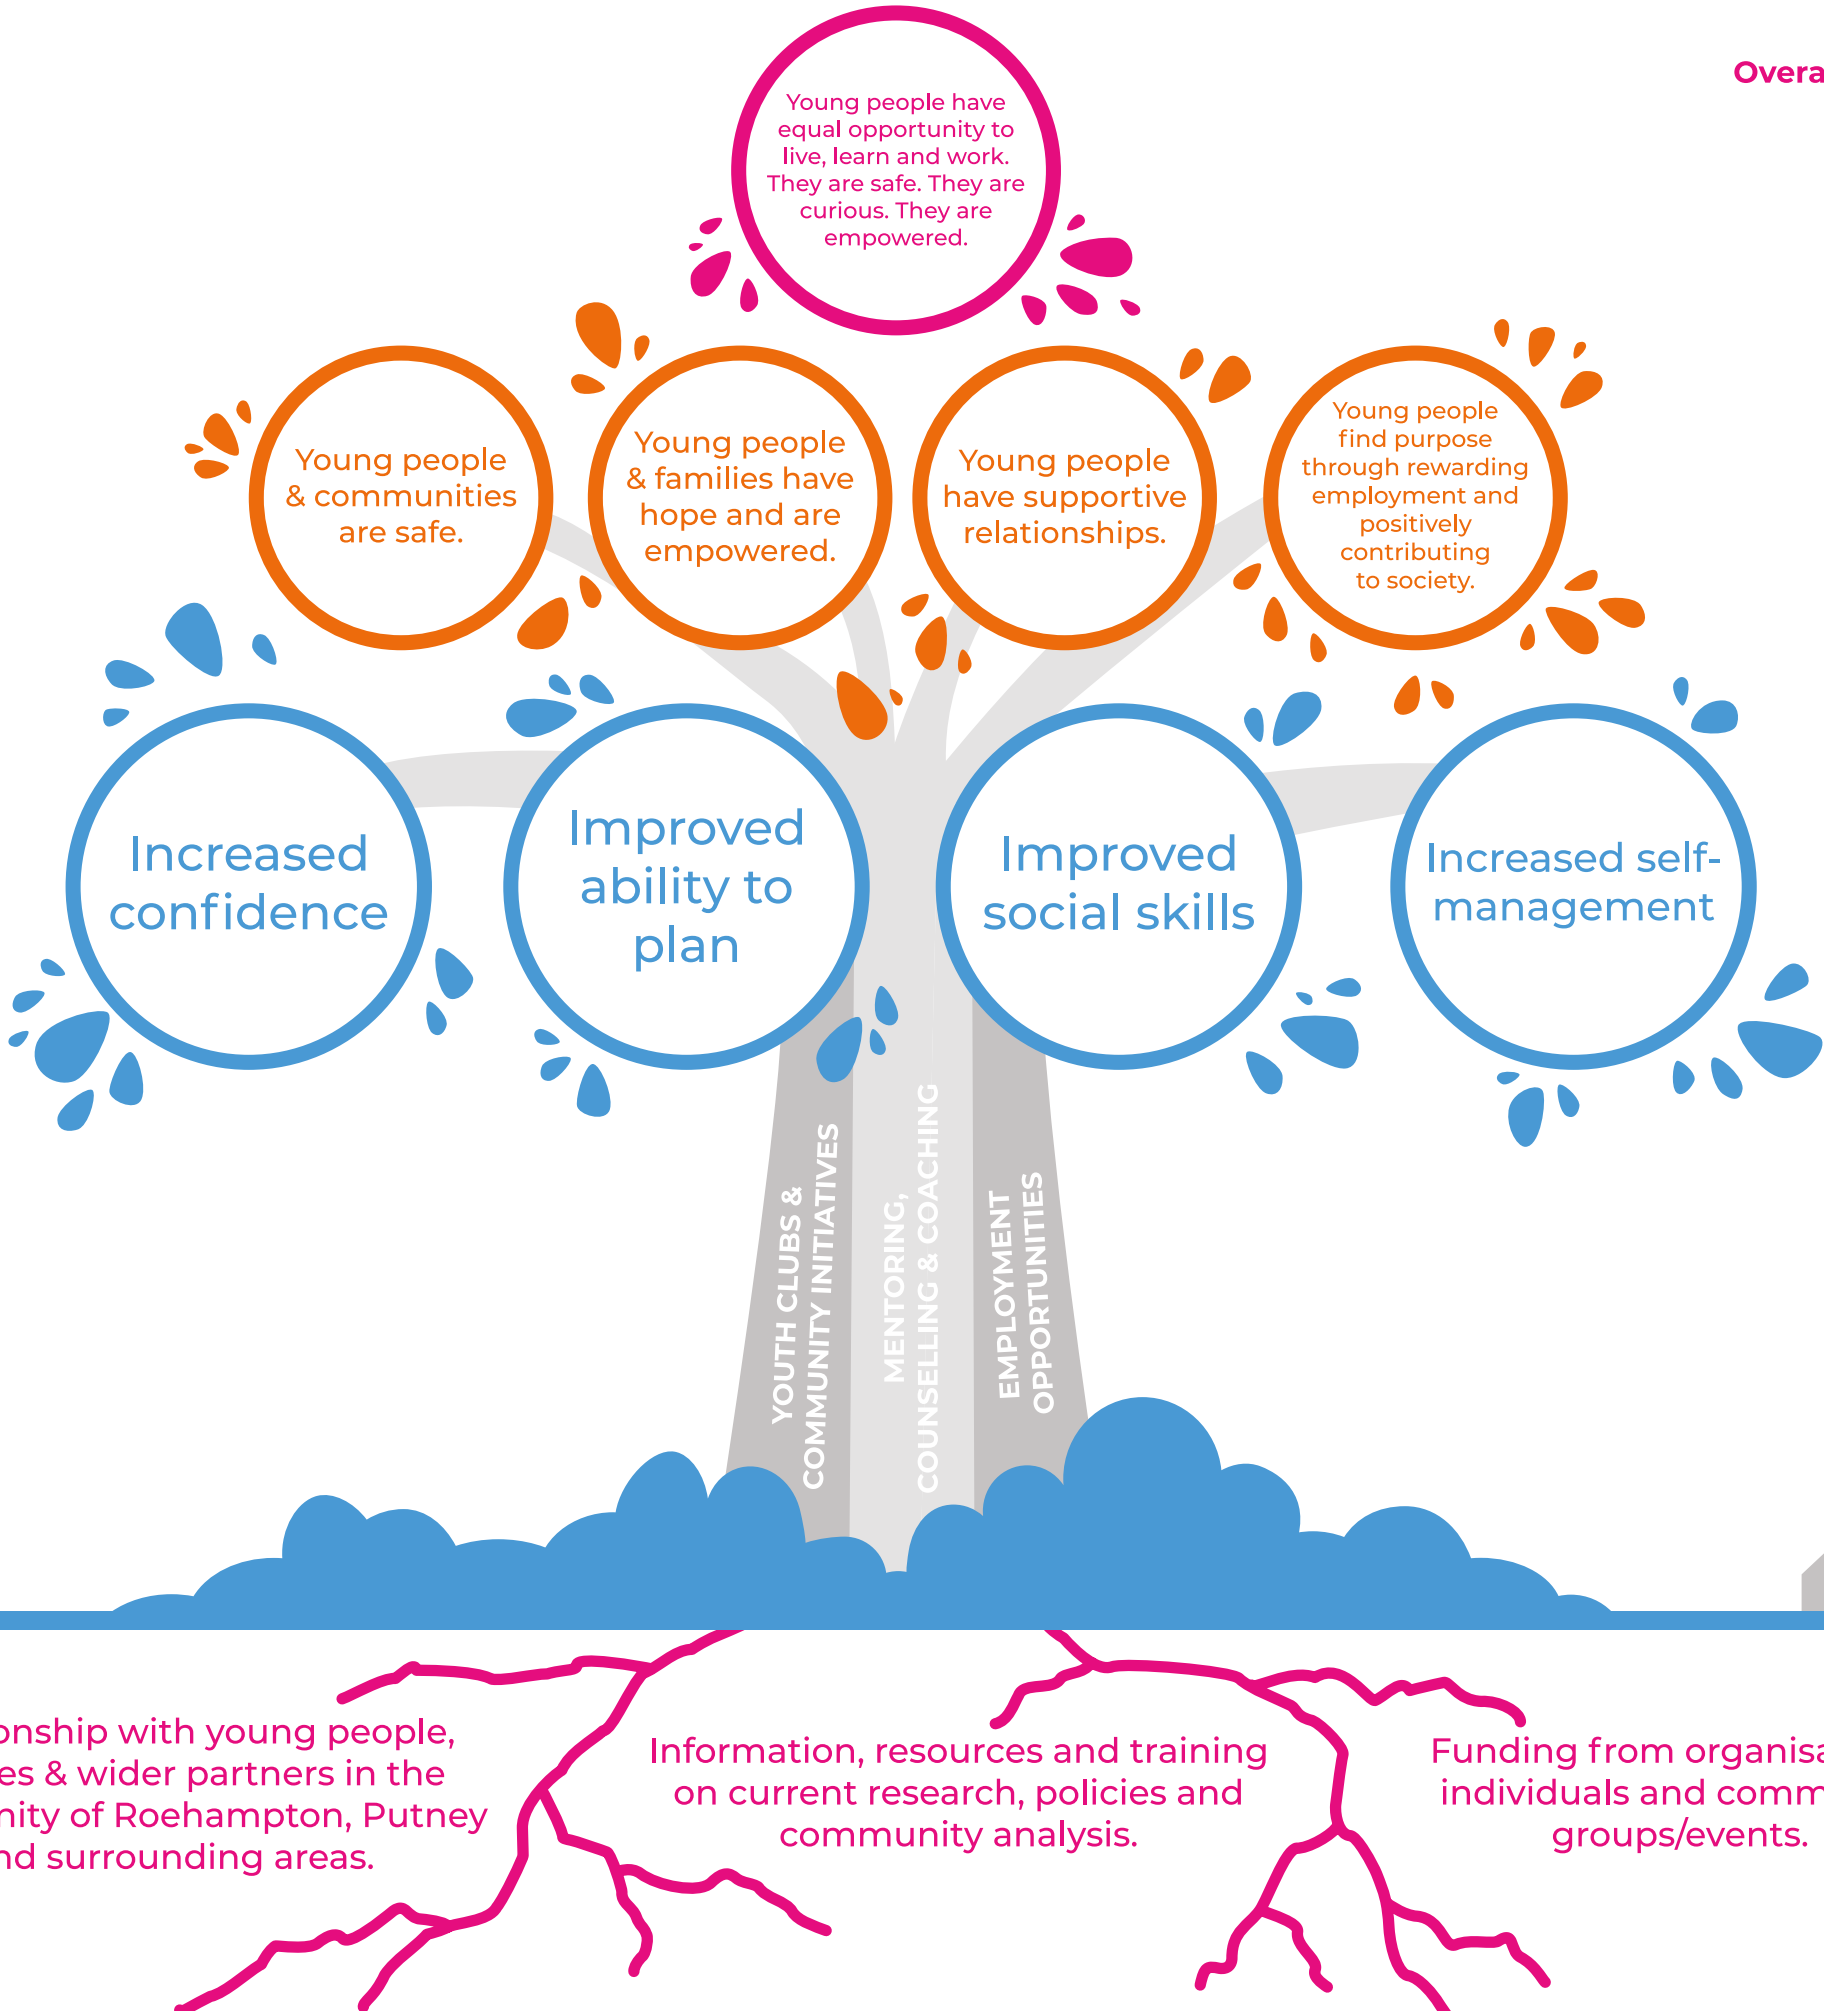 Overa
Young people have
equal opportunity to
live, learn and work.
They are safe. They are
curious. They are
empowered.
Young people
& communities
are safe.
Young people
& families have
hope and are
empowered.
Young people
have supportive
relationships.
Young people
find purpose
through rewarding
employment and
positively
contributing
to society.
Increased
confidence
Improved
ability to
plan
Improved
social skills
Increased self-
management
YOUTH CLUBS &
COMMUNITY INITIATIVES
MENTORING,
COUNSELLING & COACHING
EMPLOYMENT
OPPORTUNITIES
onship with young people,
es & wider partners in the
nity of Roehampton, Putney
nd surrounding areas.
Information, resources and training
on current research, policies and
community analysis.
Funding from organisa
individuals and comm
groups/events.